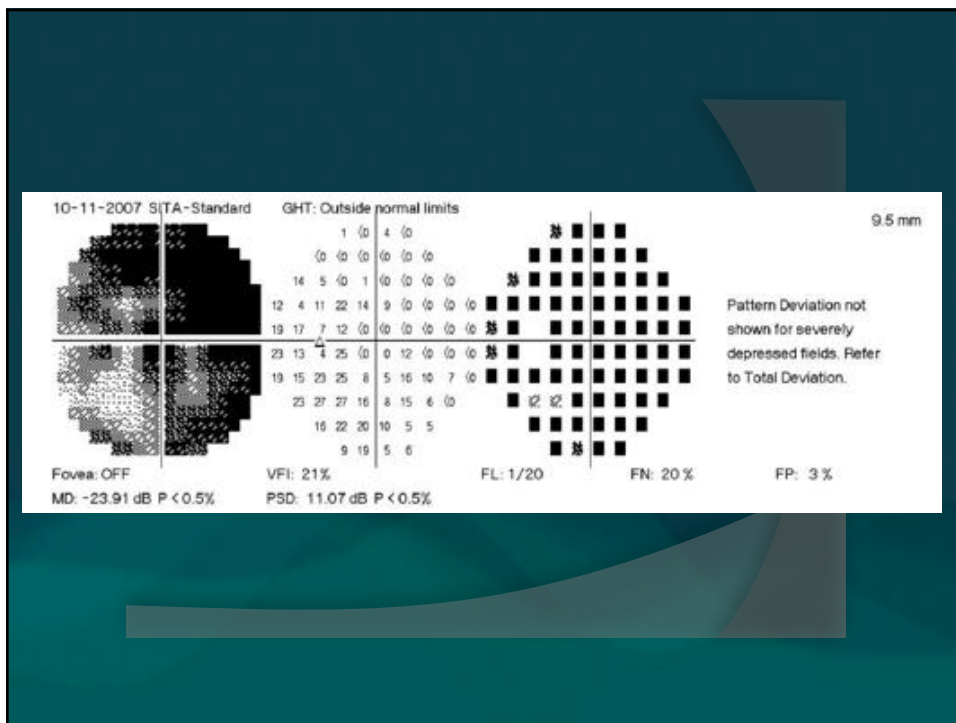 10-11-2007 SITA-Standard GHT: Outside normal limits
9.5 mm
1 <0 4 <0
<0 <0 <0 <0 <0 <0
14 5 <0 1 <0 <0 <0 <0
12 4 11 22 14 9 <0 <0 <0 <0
19 17 7 12 <0 <0 <0 <0 <0 <0
23 13 4 25 <0 0 12 <0 <0 <0
19 15 23 25 8 5 16 10 7 <0
23 27 27 16 8 15 6 <0
16 22 20 10 5 5
9 19 5 6
Pattern Deviation not
shown for severely
depressed fields. Refer
to Total Deviation.
Fovea: OFF VFI: 21% FL: 1/20 FN: 20 % FP: 3 %
MD: -23.91 dB P < 0.5% PSD: 11.07 dB P < 0.5%